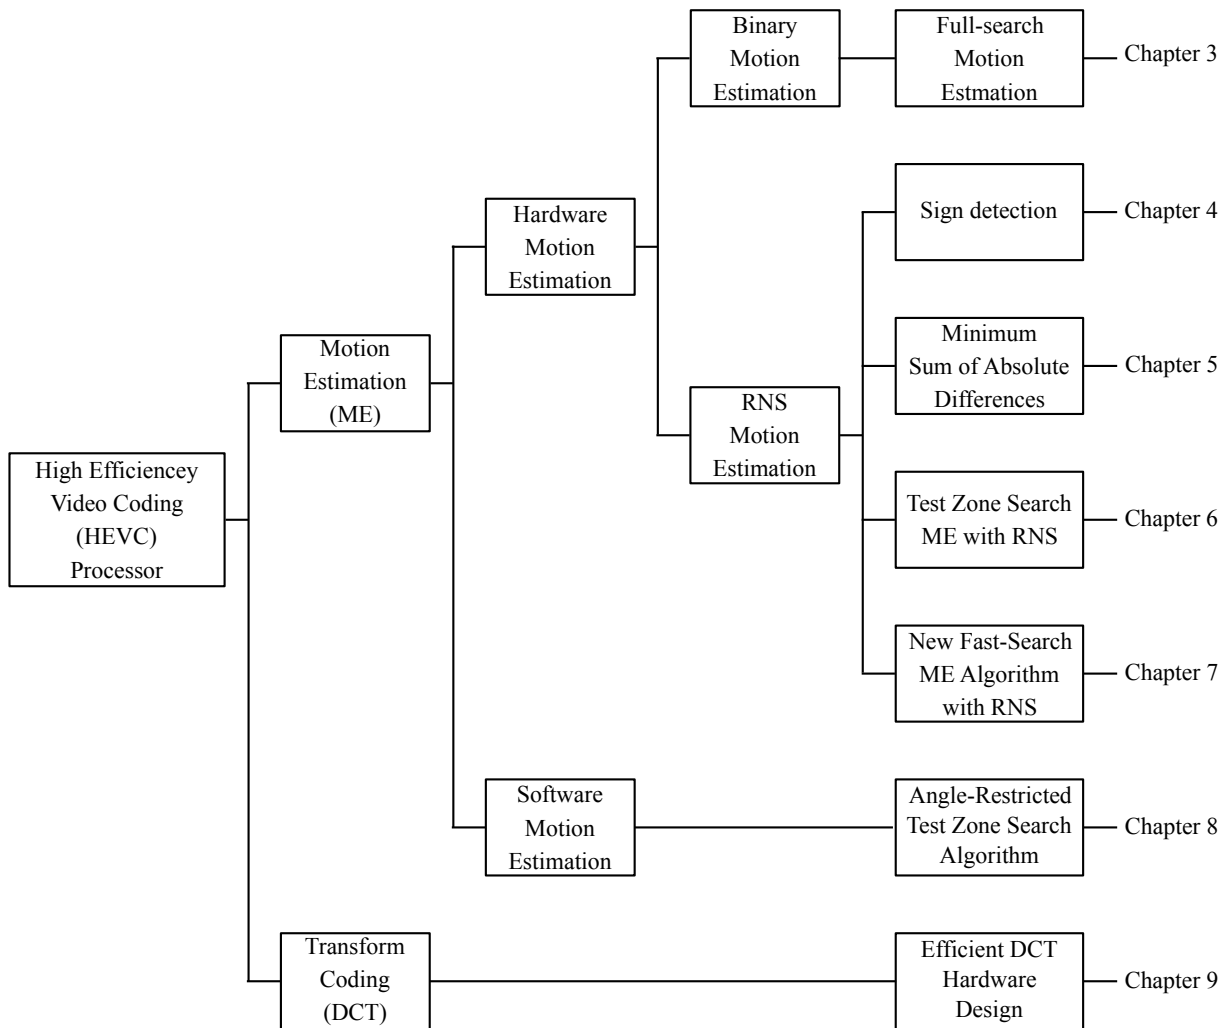 Binary
Motion
Estimation
Full-search
Motion
Estmation
Chapter 3
Hardware
Motion
Estimation
Sign detection
Chapter 4
Motion
Estimation
(ME)
Minimum
Sum of Absolute
Differences
Chapter 5
RNS
Motion
Estimation
High Efficiencey
Video Coding
(HEVC)
Processor
Test Zone Search
ME with RNS
Chapter 6
New Fast-Search
ME Algorithm
with RNS
Chapter 7
Software
Motion
Estimation
Angle-Restricted
Test Zone Search
Algorithm
Chapter 8
Transform
Coding
(DCT)
Efficient DCT
Hardware
Design
Chapter 9